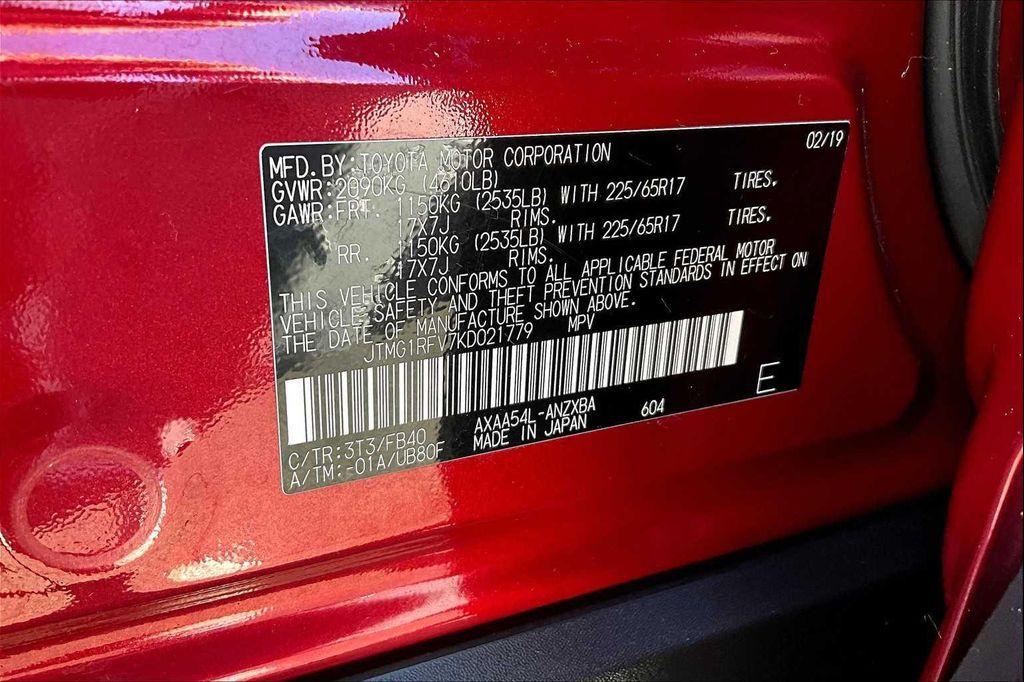 02/19
MFD.BY:TOYOTA MOTOR CORPORATION
GVWR:2090KG (4610LB)
GAWR:FRT. 1150KG (2535LB) WITH 225/65R17 TIRES.
17X7J RIMS.
RR. 1150KG (2535LB) WITH 225/65R17 TIRES.
17X7J RIMS.
THIS VEHICLE CONFORMS TO ALL APPLICABLE FEDERAL MOTOR
VEHICLE SAFETY AND THEFT PREVENTION STANDARDS IN EFFECT ON
THE DATE OF MANUFACTURE SHOWN ABOVE.
JTMG1RFV7KD021779 MPV
E
C/TR:3T3/FB40 AXAA54L-ANZXBA 604
A/TM:-01A/UB80F MADE IN JAPAN